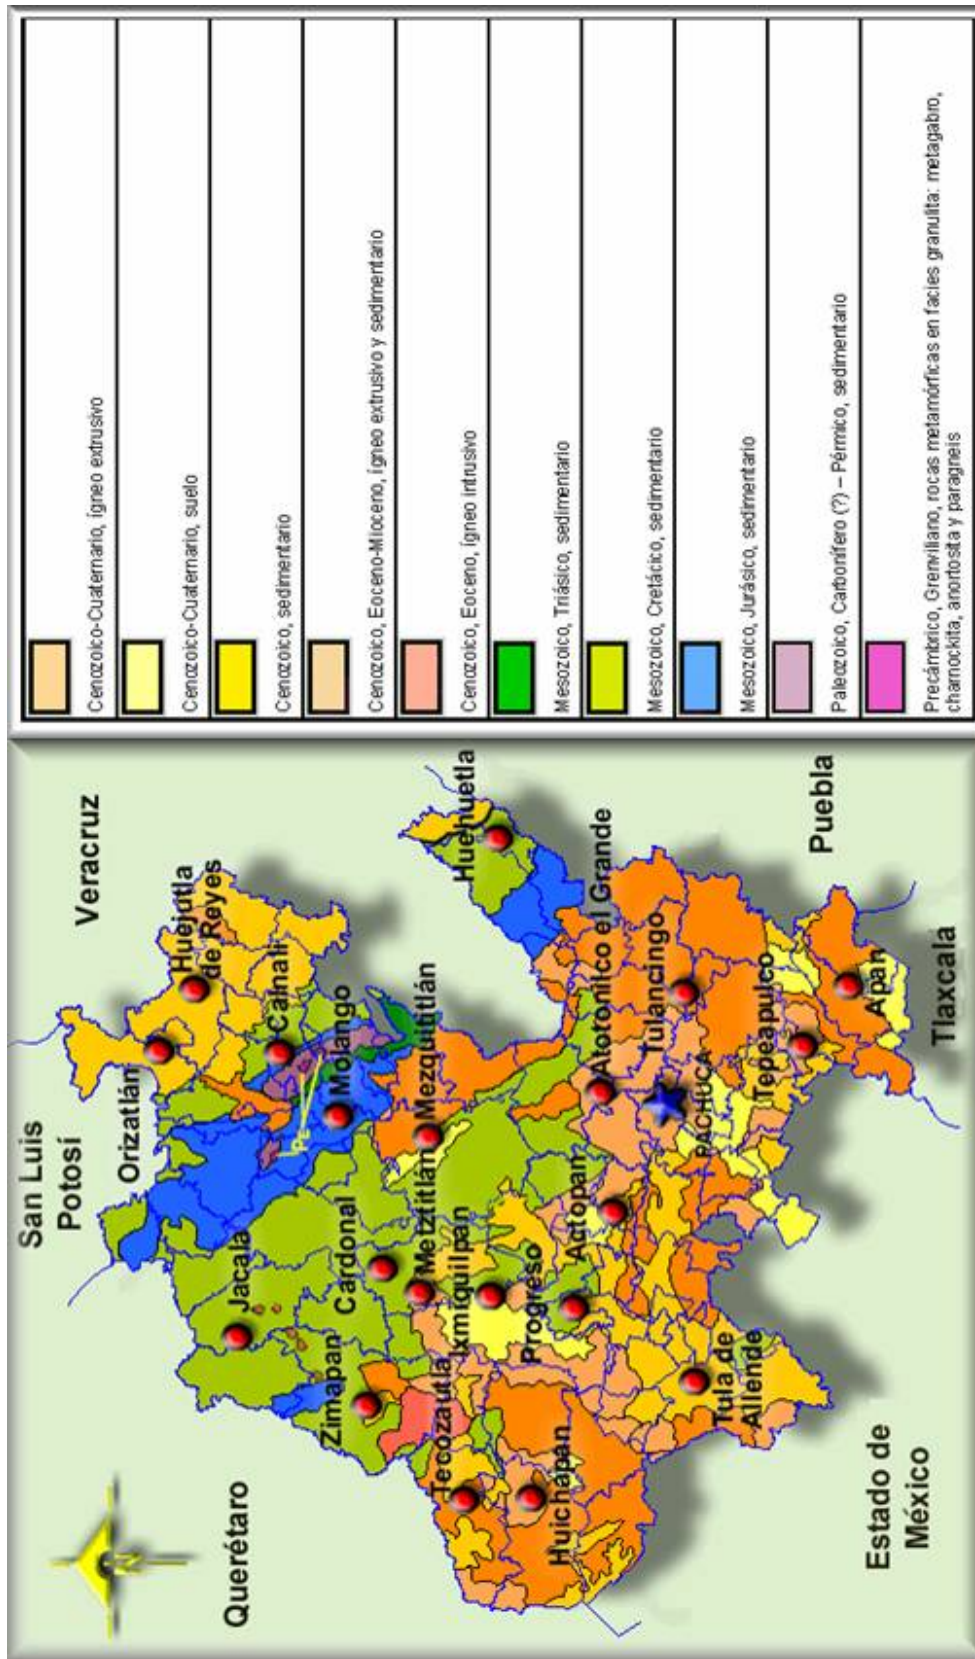 San Luis
Potosí
Veracruz
Querétaro
Orizatlán
Huejutla
de Reyes
Jacala
Calnali
Molango
Zimapan
Cardonal
Mezquititlán
Metztitlán
Huehuetla
Tecozautla
Ixmiquilpan
Progreso
Huichapan
Actopan
Atotonilco el Grande
Tulancingo
PACHUCA
Tula de
Allende
Tepeapulco
Apan
Puebla
Tlaxcala
Estado de
México
Cenozoico-Cuaternario, ígneo extrusivo
Cenozoico-Cuaternario, suelo
Cenozoico, sedimentario
Cenozoico, Eoceno-Mioceno, ígneo extrusivo y sedimentario
Cenozoico, Eoceno, ígneo intrusivo
Mesozoico, Triásico, sedimentario
Mesozoico, Cretácico, sedimentario
Mesozoico, Jurásico, sedimentario
Paleozoico, Carbonífero (?) – Pérmico, sedimentario
Precámbrico, Grenviliano, rocas metamórficas en facies granulita: metagabro,
charnockita, anortosita y paragneis